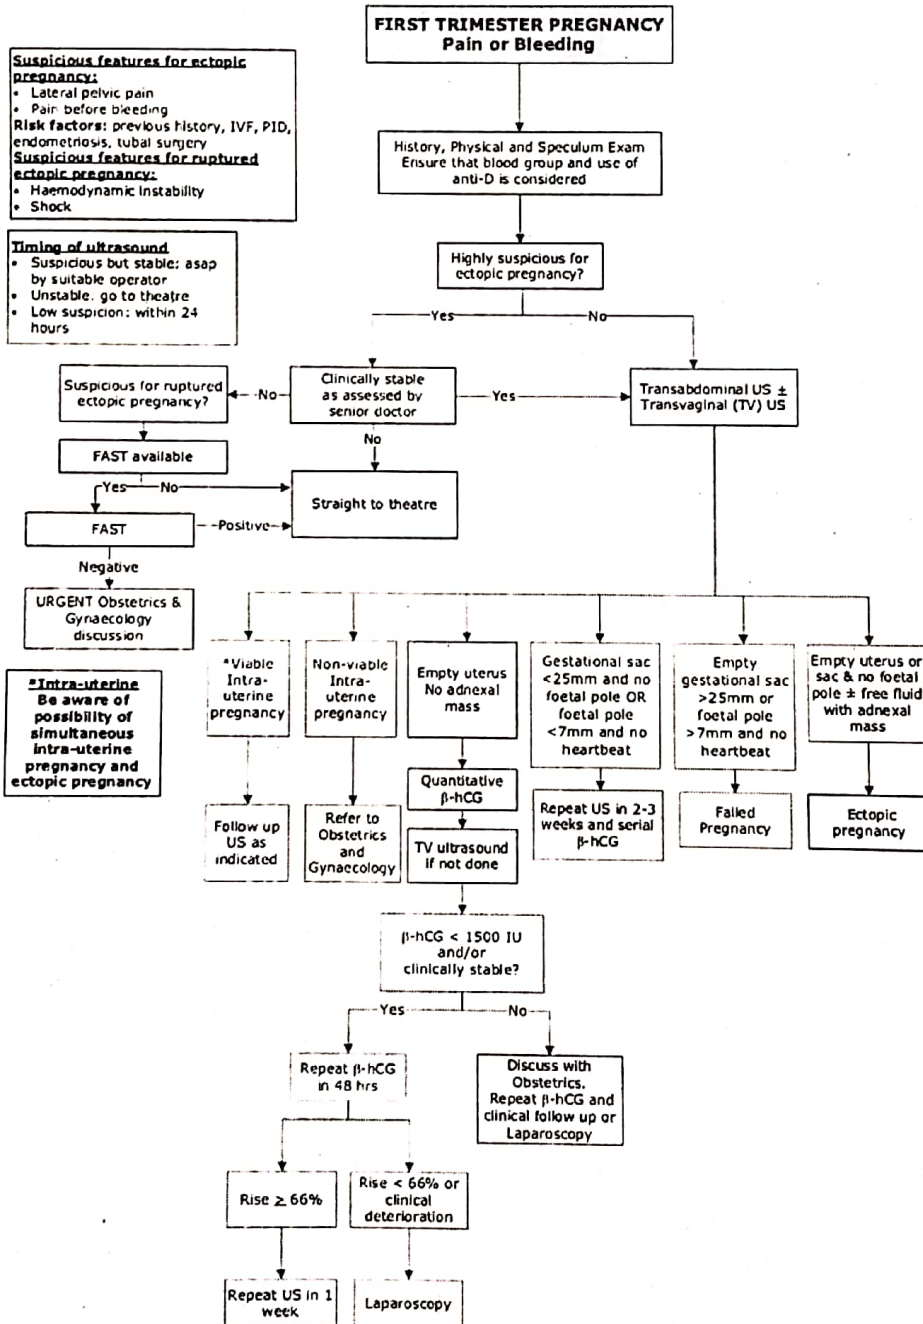 FIRST TRIMESTER PREGNANCY
Pain or Bleeding
Suspicious features for ectopic
pregnancy:
• Lateral pelvic pain
• Pain before bleeding
Risk factors: previous history, IVF, PID,
endometriosis, tubal surgery
Suspicious features for ruptured
ectopic pregnancy:
• Haemodynamic Instability
• Shock
History, Physical and Speculum Exam
Ensure that blood group and use of
anti-D is considered
Timing of ultrasound
• Suspicious but stable: asap
by suitable operator
• Unstable. go to theatre
• Low suspicion: within 24
hours
Highly suspicious for
ectopic pregnancy?
Yes
No
Suspicious for ruptured
ectopic pregnancy?
No
Clinically stable
as assessed by
senior doctor
Yes
Transabdominal US ±
Transvaginal (TV) US
No
FAST available
Yes
No
Straight to theatre
FAST
Positive
Negative
URGENT Obstetrics &
Gynaecology
discussion
*Intra-uterine
Be aware of
possibility of
simultaneous
intra-uterine
pregnancy and
ectopic pregnancy
*Viable
Intra-
uterine
pregnancy
Non-viable
Intra-
uterine
pregnancy
Empty uterus
No adnexal
mass
Gestational sac
<25mm and no
foetal pole OR
foetal pole
<7mm and no
heartbeat
Empty
gestational sac
>25mm or
foetal pole
>7mm and no
heartbeat
Empty uterus or
sac & no foetal
pole ± free fluid
with adnexal
mass
Follow up
US as
indicated
Refer to
Obstetrics
and
Gynaecology
Quantitative
β-hCG
TV ultrasound
if not done
Repeat US in 2-3
weeks and serial
β-hCG
Failed
Pregnancy
Ectopic
pregnancy
β-hCG < 1500 IU
and/or
clinically stable?
Yes
No
Repeat β-hCG
in 48 hrs
Discuss with
Obstetrics.
Repeat β-hCG and
clinical follow up or
Laparoscopy
Rise ≥ 66%
Rise < 66% or
clinical
deterioration
Repeat US in 1
week
Laparoscopy